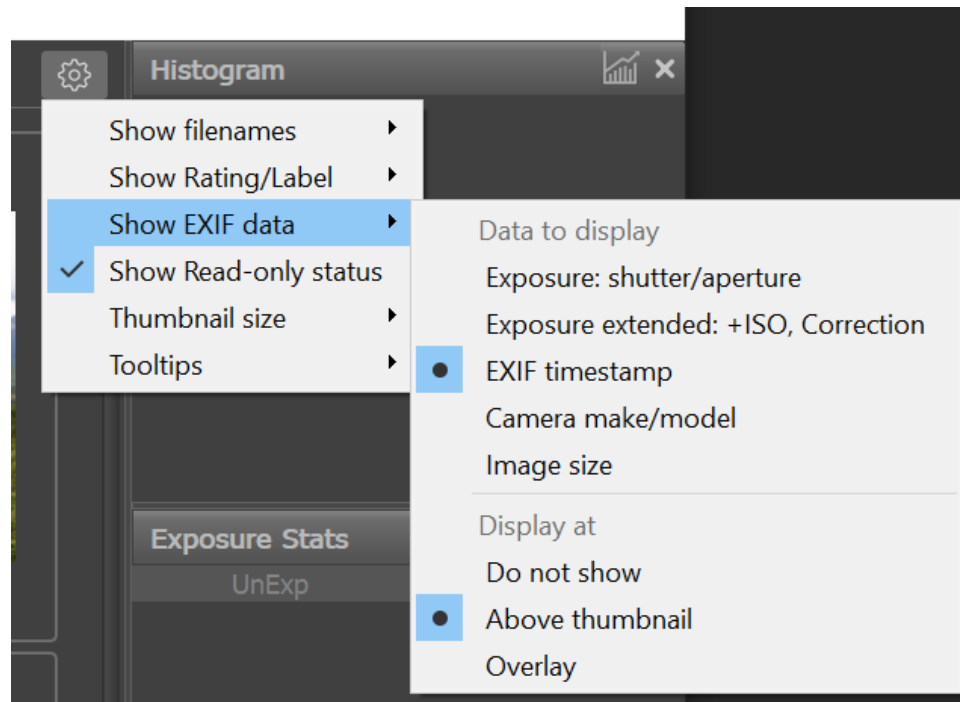 Histogram
Show filenames
Show Rating/Label
Show EXIF data
Show Read-only status
Thumbnail size
Tooltips
Data to display
Exposure: shutter/aperture
Exposure extended: +ISO, Correction
EXIF timestamp
Camera make/model
Image size
Display at
Do not show
Above thumbnail
Overlay
Exposure Stats
UnExp